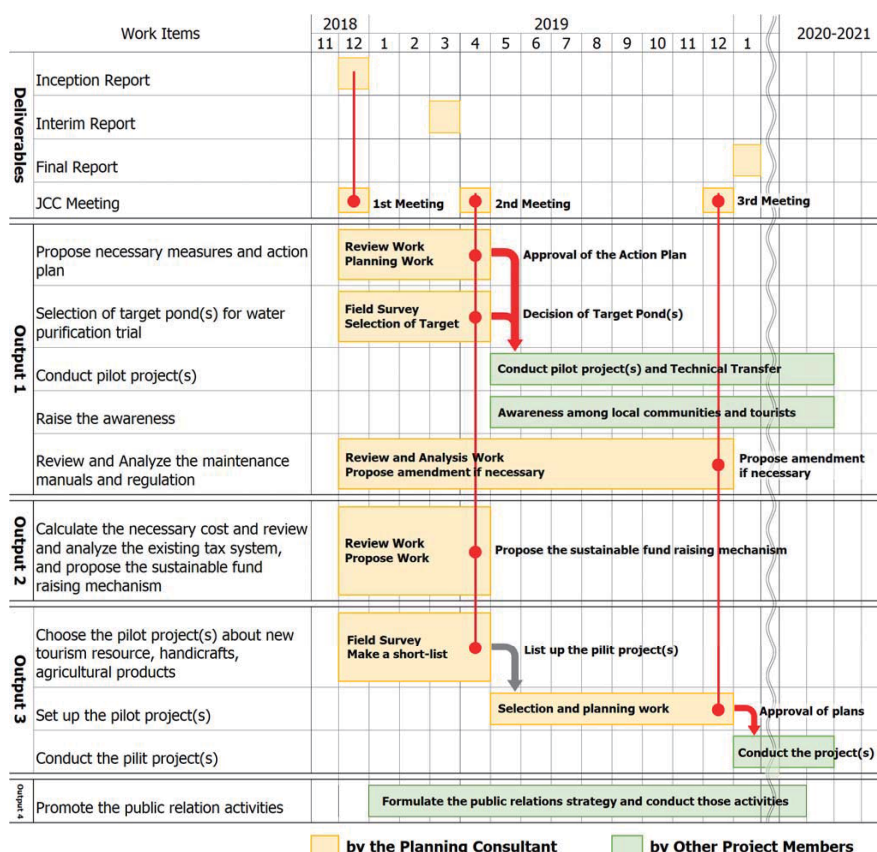 Work Items
2018
2019
2020-2021
11 12 1 2 3 4 5 6 7 8 9 10 11 12 1
Deliverables
Inception Report
Interim Report
Final Report
JCC Meeting
1st Meeting
2nd Meeting
3rd Meeting
Output 1
Propose necessary measures and action
plan
Review Work
Planning Work
Approval of the Action Plan
Selection of target pond(s) for water
purification trial
Field Survey
Selection of Target
Decision of Target Pond(s)
Conduct pilot project(s)
Conduct pilot project(s) and Technical Transfer
Raise the awareness
Awareness among local communities and tourists
Review and Analyze the maintenance
manuals and regulation
Review and Analysis Work
Propose amendment if necessary
Propose amendment
if necessary
Output 2
Calculate the necessary cost and review
and analyze the existing tax system,
and propose the sustainable fund
raising mechanism
Review Work
Propose Work
Propose the sustainable fund raising mechanism
Output 3
Choose the pilot project(s) about new
tourism resource, handicrafts,
agricultural products
Field Survey
Make a short-list
List up the pilit project(s)
Set up the pilot project(s)
Selection and planning work
Approval of plans
Conduct the pilit project(s)
Conduct the project(s)
Output 4
Promote the public relation activities
Formulate the public relations strategy and conduct those activities
by the Planning Consultant
by Other Project Members